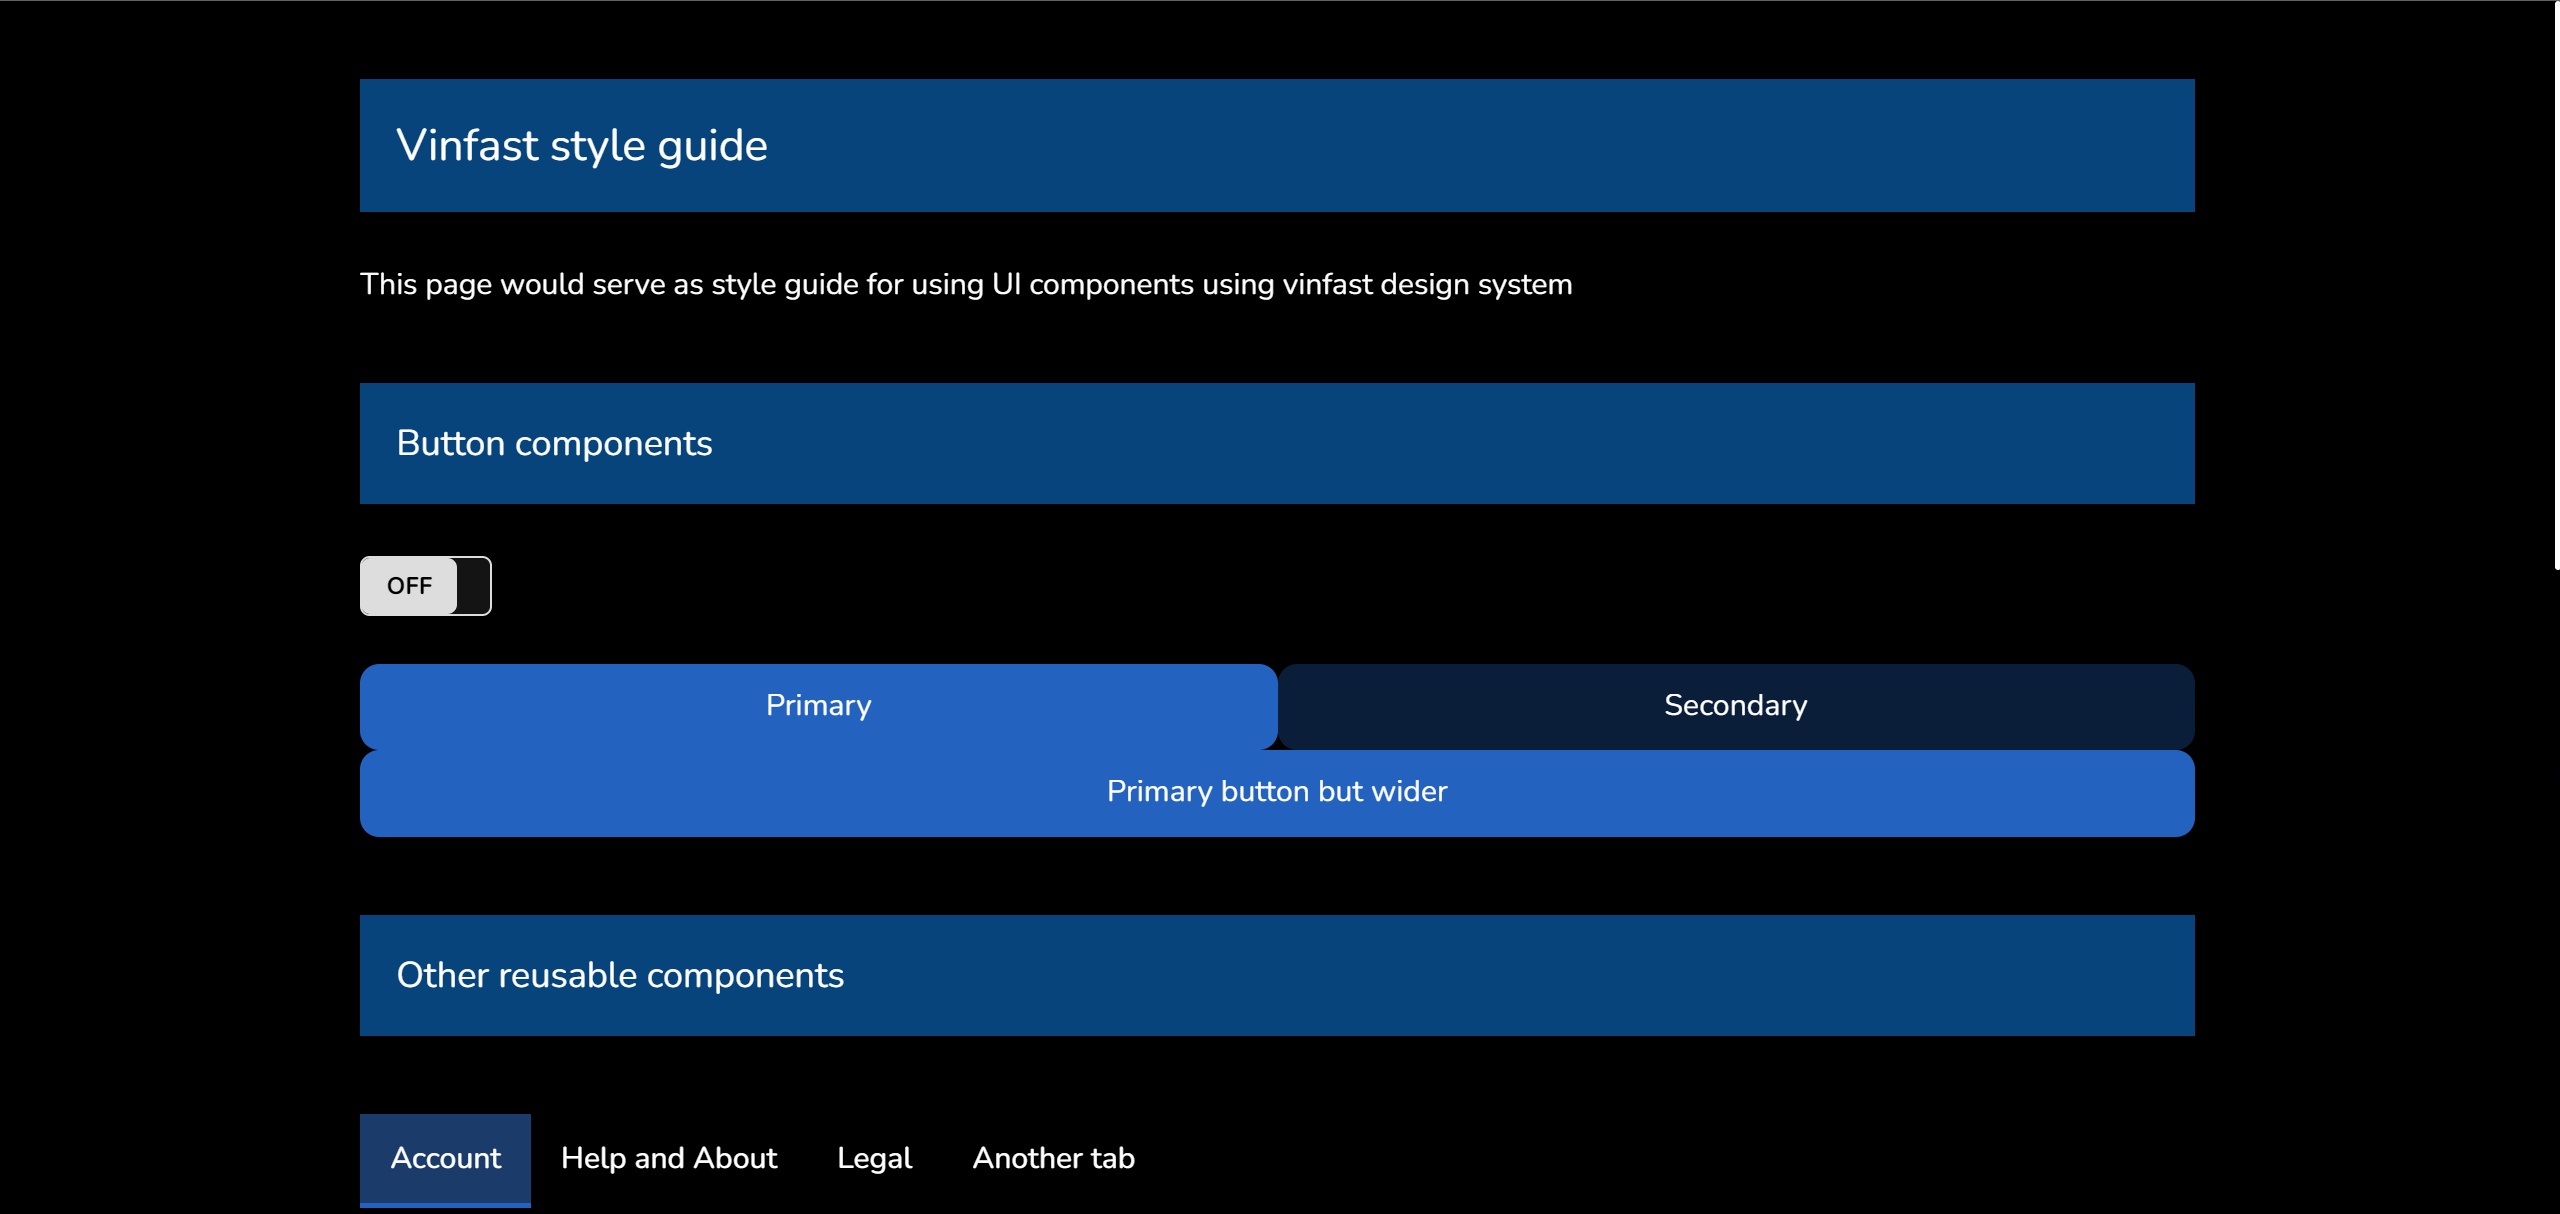 Vinfast style guide
This page would serve as style guide for using UI components using vinfast design system
Button components
OFF
Primary
Secondary
Primary button but wider
Other reusable components
Account
Help and About
Legal
Another tab